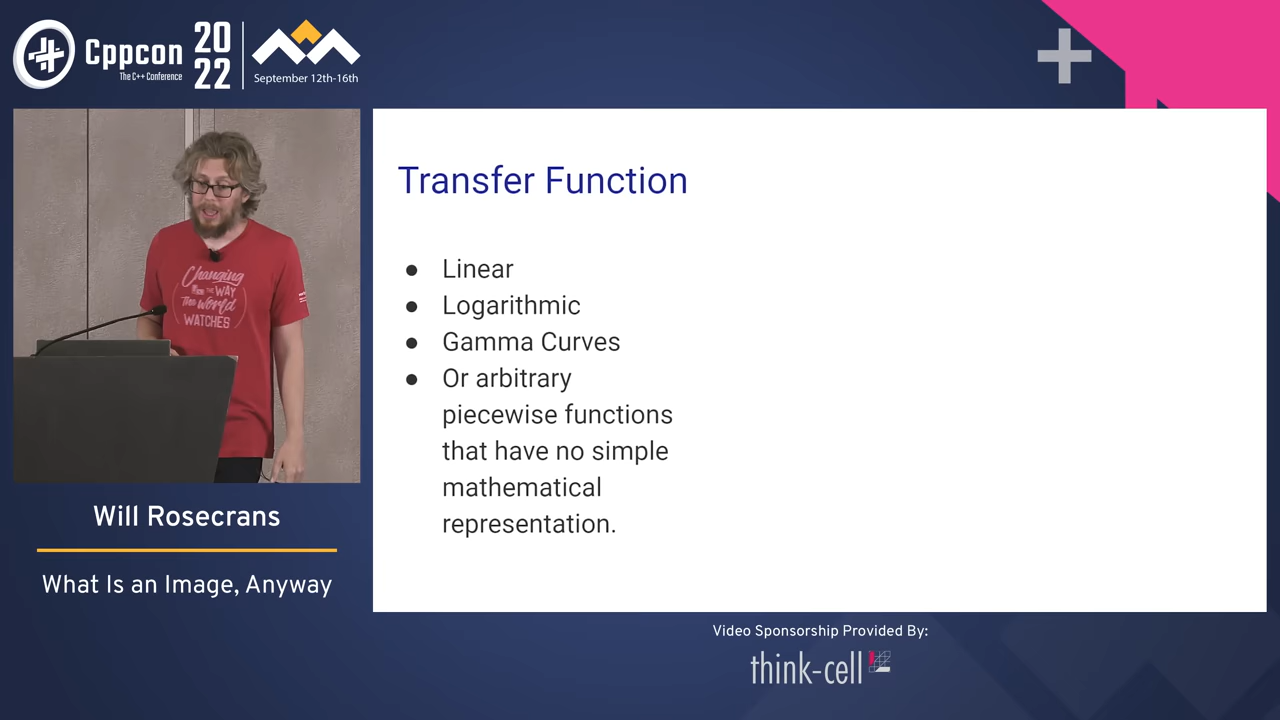 Cppcon
The C++ Conference
20
22
September 12th-16th
Changing
THE WAY
The World
WATCHES
Will Rosecrans
What Is an Image, Anyway
Transfer Function
● Linear
● Logarithmic
● Gamma Curves
● Or arbitrary
piecewise functions
that have no simple
mathematical
representation.
Video Sponsorship Provided By:
think-cell